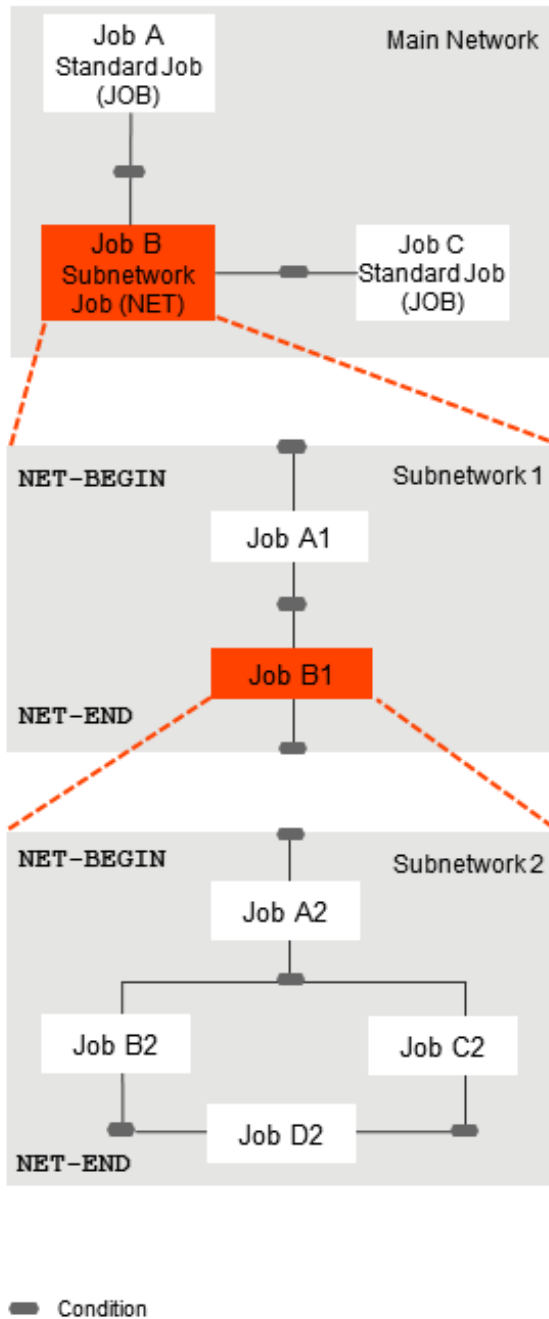 Main Network
Job A
Standard Job
(JOB)
Job B
Subnetwork
Job (NET)
Job C
Standard Job
(JOB)
NET-BEGIN
Subnetwork 1
Job A1
Job B1
NET-END
NET-BEGIN
Subnetwork 2
Job A2
Job B2
Job C2
Job D2
NET-END
Condition